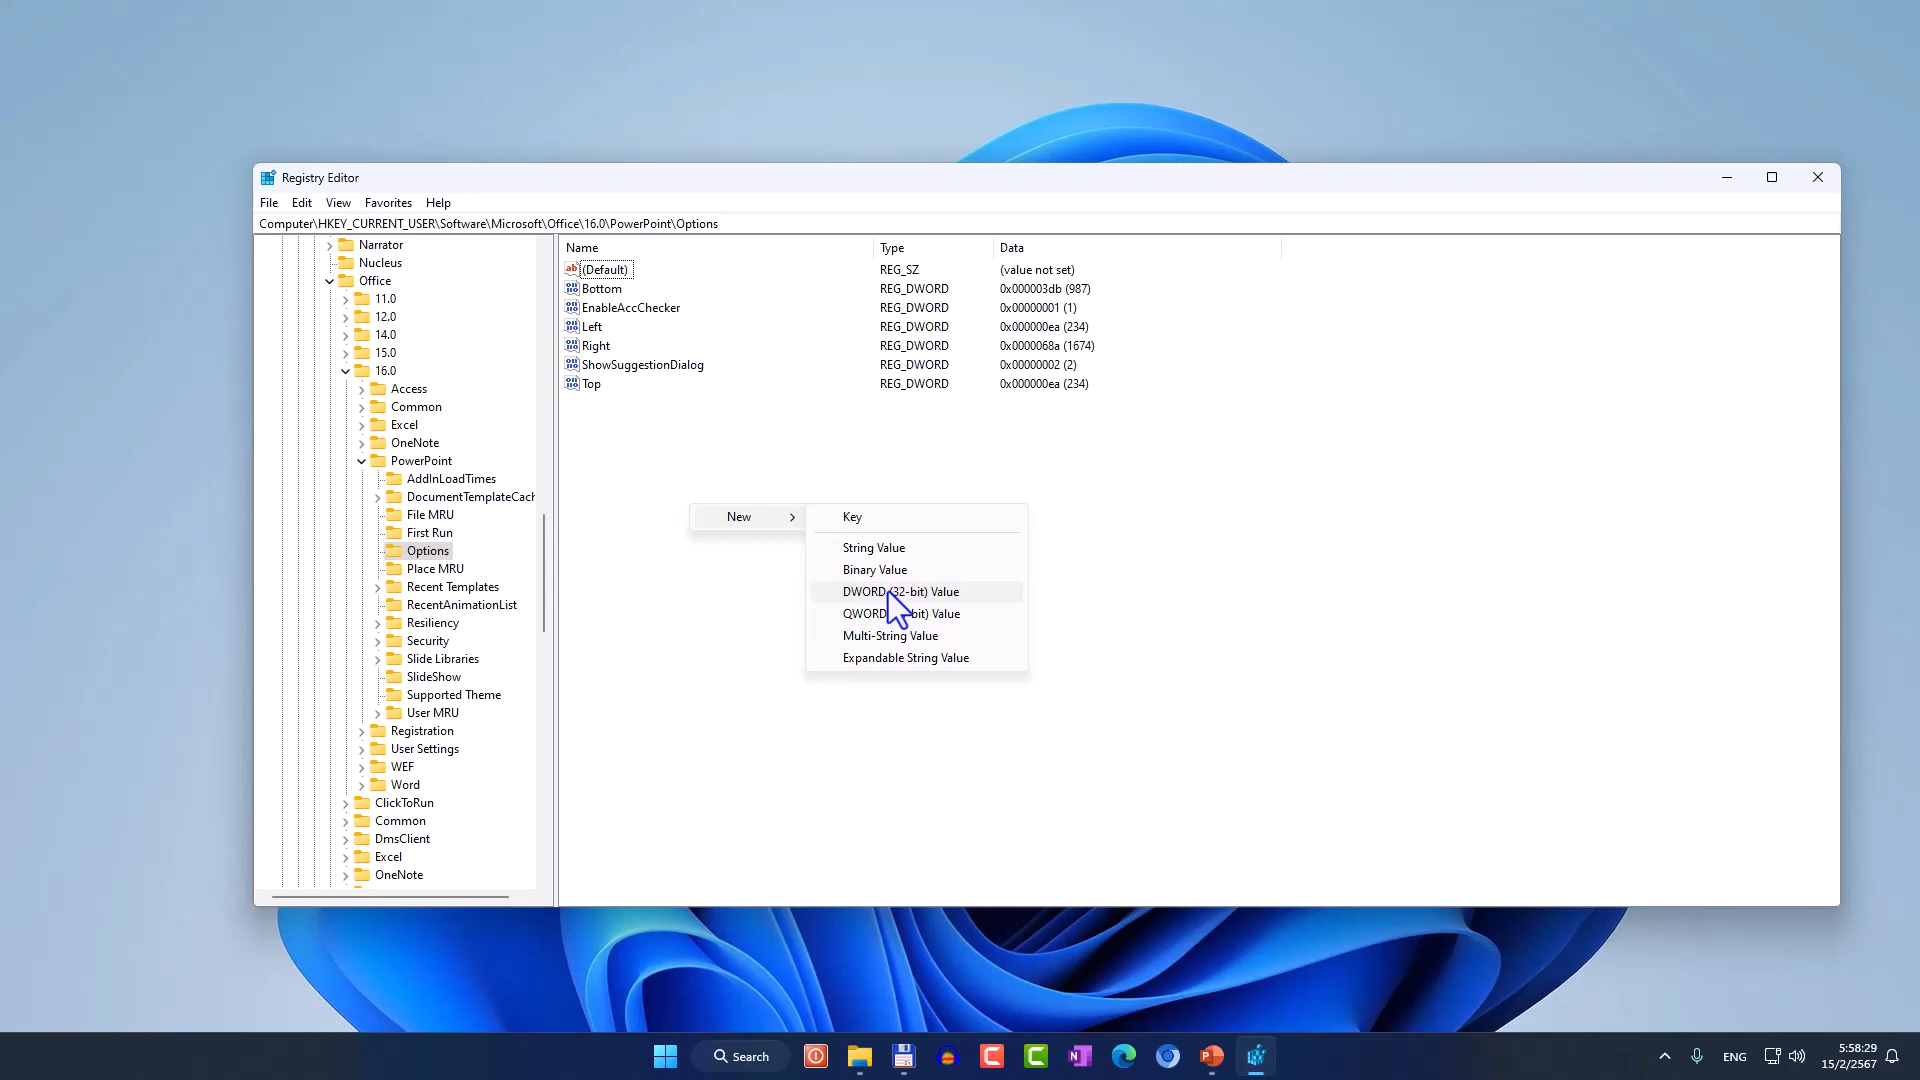 Registry Editor
File Edit View Favorites Help
Computer\HKEY_CURRENT_USER\Software\Microsoft\Office\16.0\PowerPoint\Options
Narrator
Nucleus
Office
11.0
12.0
14.0
15.0
16.0
Access
Common
Excel
OneNote
PowerPoint
AddInLoadTimes
DocumentTemplateCach
File MRU
First Run
Options
Place MRU
Recent Templates
RecentAnimationList
Resiliency
Security
Slide Libraries
SlideShow
Supported Theme
User MRU
Registration
User Settings
WEF
Word
ClickToRun
Common
DmsClient
Excel
OneNote
Name Type Data
(Default) REG_SZ (value not set)
Bottom REG_DWORD 0x000003db (987)
EnableAccChecker REG_DWORD 0x00000001 (1)
Left REG_DWORD 0x000000ea (234)
Right REG_DWORD 0x0000068a (1674)
ShowSuggestionDialog REG_DWORD 0x00000002 (2)
Top REG_DWORD 0x000000ea (234)
New
Key
String Value
Binary Value
DWORD (32-bit) Value
QWORD bit) Value
Multi-String Value
Expandable String Value
Search
ENG
5:58:29
15/2/2567